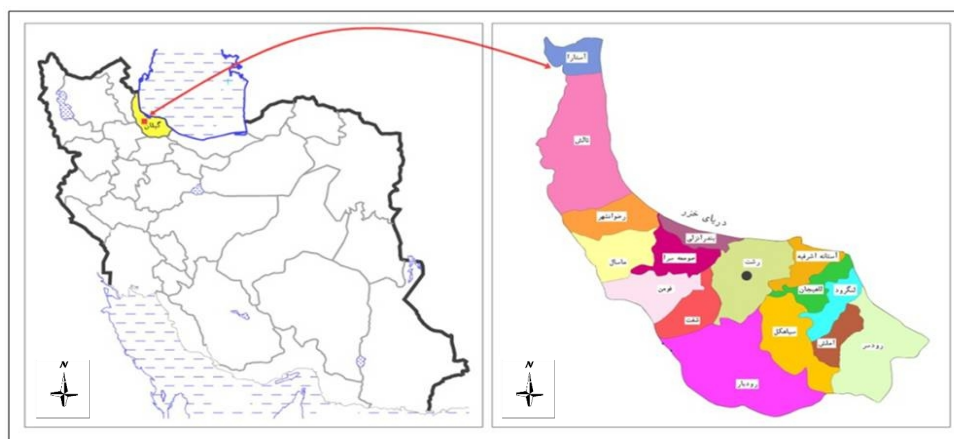 N
گیلان
N
آستارا
تالش
رضوانشهر
دریای خزر
بندرانزلی
ماسال
صومعه سرا
رشت
آستانه اشرفیه
فومن
لاهیجان
لنگرود
شفت
سیاهکل
املش
رودسر
رودبار